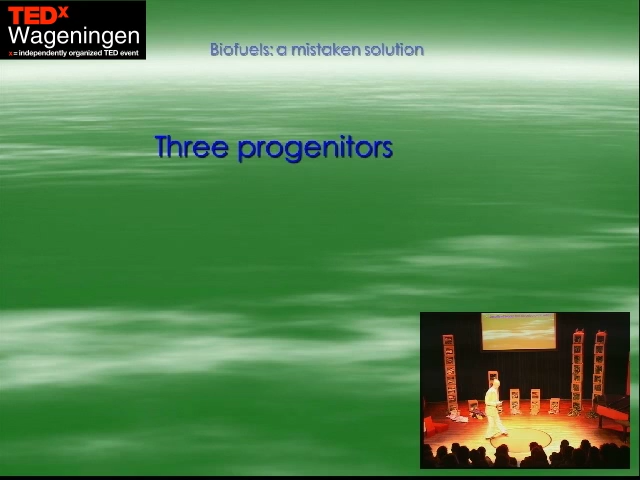 TEDx
Wageningen
x = independently organized TED event
Biofuels: a mistaken solution
Three progenitors